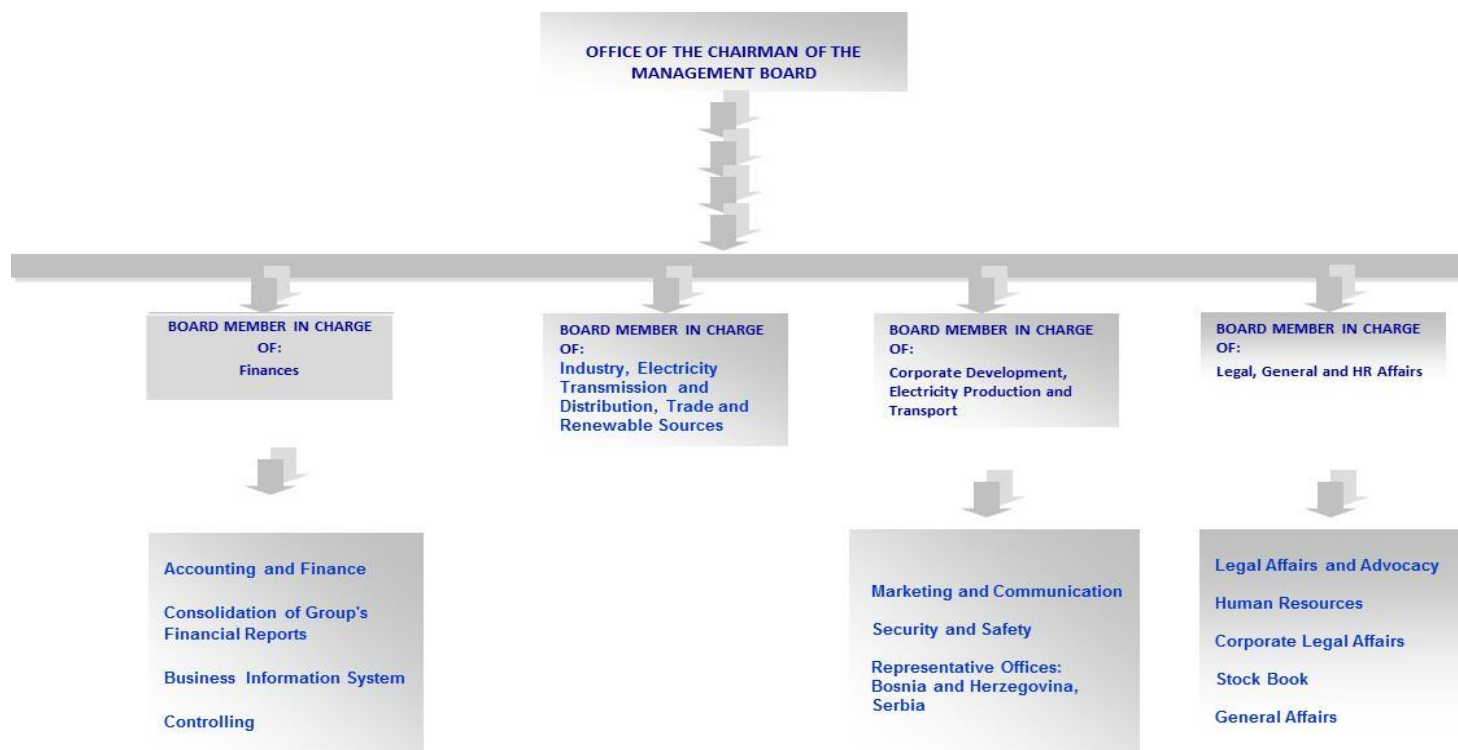 OFFICE OF THE CHAIRMAN OF THE
MANAGEMENT BOARD
BOARD MEMBER IN CHARGE
OF:
Finances
BOARD MEMBER IN CHARGE
OF:
Industry, Electricity
Transmission and
Distribution, Trade and
Renewable Sources
BOARD MEMBER IN CHARGE
OF:
Corporate Development,
Electricity Production and
Transport
BOARD MEMBER IN CHARGE
OF:
Legal, General and HR Affairs
Accounting and Finance
Consolidation of Group's
Financial Reports
Business Information System
Controlling
Marketing and Communication
Security and Safety
Representative Offices:
Bosnia and Herzegovina,
Serbia
Legal Affairs and Advocacy
Human Resources
Corporate Legal Affairs
Stock Book
General Affairs